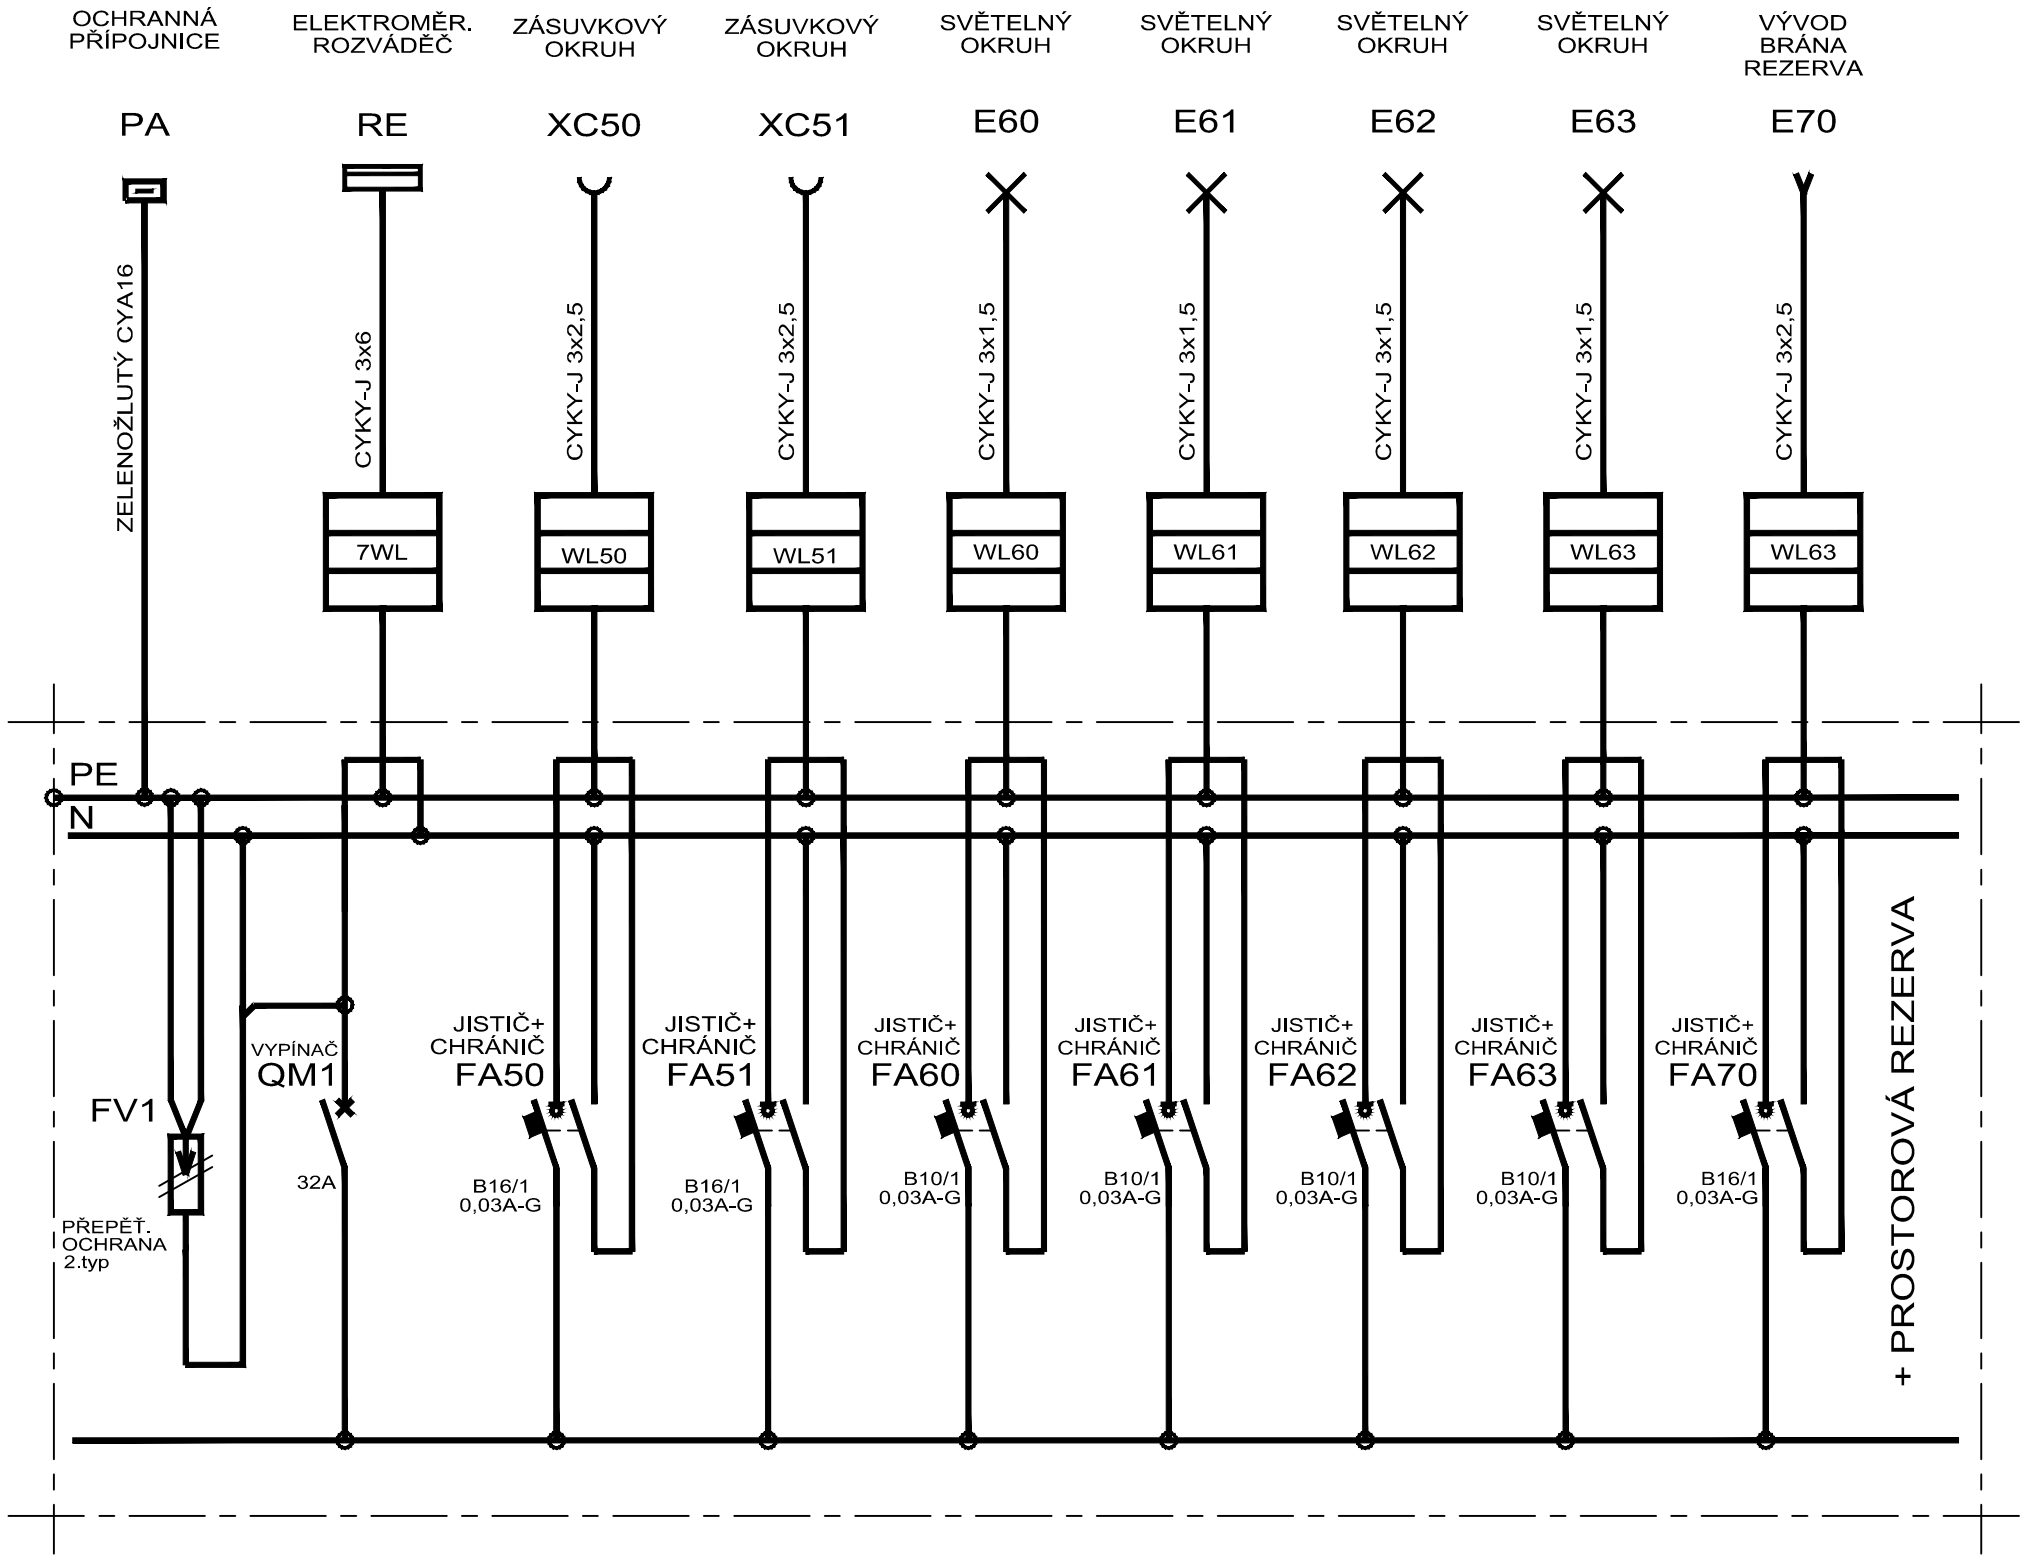 OCHRANNÁ
PŘÍPOJNICE
ELEKTROMĚR.
ROZVÁDĚČ
ZÁSUVKOVÝ
OKRUH
ZÁSUVKOVÝ
OKRUH
SVĚTELNÝ
OKRUH
SVĚTELNÝ
OKRUH
SVĚTELNÝ
OKRUH
SVĚTELNÝ
OKRUH
VÝVOD
BRÁNA
REZERVA
PA
RE
XC50
XC51
E60
E61
E62
E63
E70
ZELENOŽLUTÝ CYA16
CYKY-J 3x6
CYKY-J 3x2,5
CYKY-J 3x2,5
CYKY-J 3x1,5
CYKY-J 3x1,5
CYKY-J 3x1,5
CYKY-J 3x1,5
CYKY-J 3x2,5
7WL
WL50
WL51
WL60
WL61
WL62
WL63
WL63
PE
N
FV1
PŘEPĚŤ.
OCHRANA
2.typ
VYPÍNAČ
QM1
32A
JISTIČ+
CHRÁNIČ
FA50
B16/1
0,03A-G
JISTIČ+
CHRÁNIČ
FA51
B16/1
0,03A-G
JISTIČ+
CHRÁNIČ
FA60
B10/1
0,03A-G
JISTIČ+
CHRÁNIČ
FA61
B10/1
0,03A-G
JISTIČ+
CHRÁNIČ
FA62
B10/1
0,03A-G
JISTIČ+
CHRÁNIČ
FA63
B10/1
0,03A-G
JISTIČ+
CHRÁNIČ
FA70
B16/1
0,03A-G
+ PROSTOROVÁ REZERVA